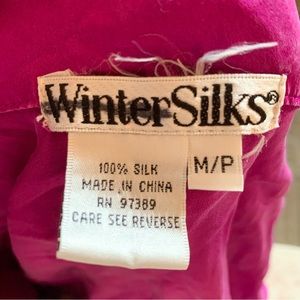 WinterSilks®
M/P
100% SILK
MADE IN CHINA
RN 97389
CARE SEE REVERSE